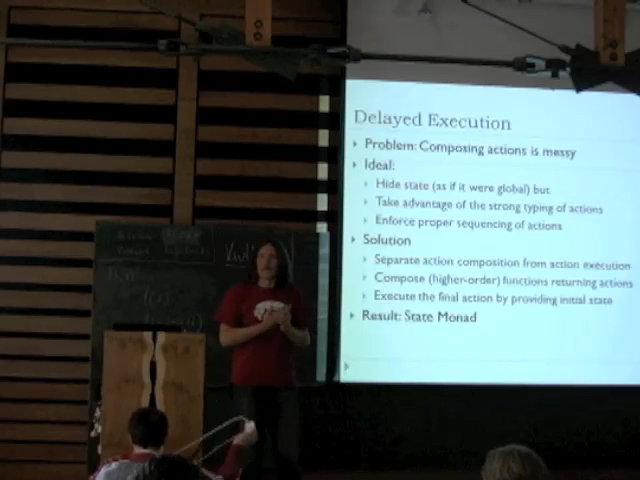 Delayed Execution
Problem: Composing actions is messy
Ideal:
Hide state (as if it were global) but
Take advantage of the strong typing of actions
Enforce proper sequencing of actions
Solution
Separate action composition from action execution
Compose (higher-order) functions returning actions
Execute the final action by providing initial state
Result: State Monad